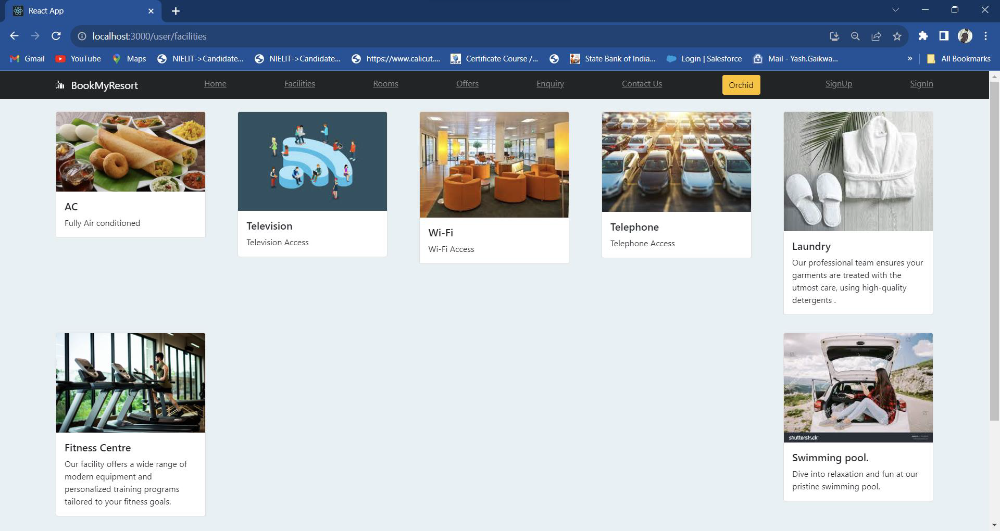 React App
localhost:3000/user/facilities
Gmail YouTube Maps NIELIT->Candidate... NIELIT->Candidate... https://www.calicut.... Certificate Course /... State Bank of India... Login | Salesforce Mail - Yash.Gaikwa... » All Bookmarks
BookMyResort Home Facilities Rooms Offers Enquiry Contact Us Orchid SignUp SignIn
AC
Fully Air conditioned
Television
Television Access
Wi-Fi
Wi-Fi Access
Telephone
Telephone Access
Laundry
Our professional team ensures your
garments are treated with the
utmost care, using high-quality
detergents .
Fitness Centre
Our facility offers a wide range of
modern equipment and
personalized training programs
tailored to your fitness goals.
shutterstock
Swimming pool.
Dive into relaxation and fun at our
pristine swimming pool.